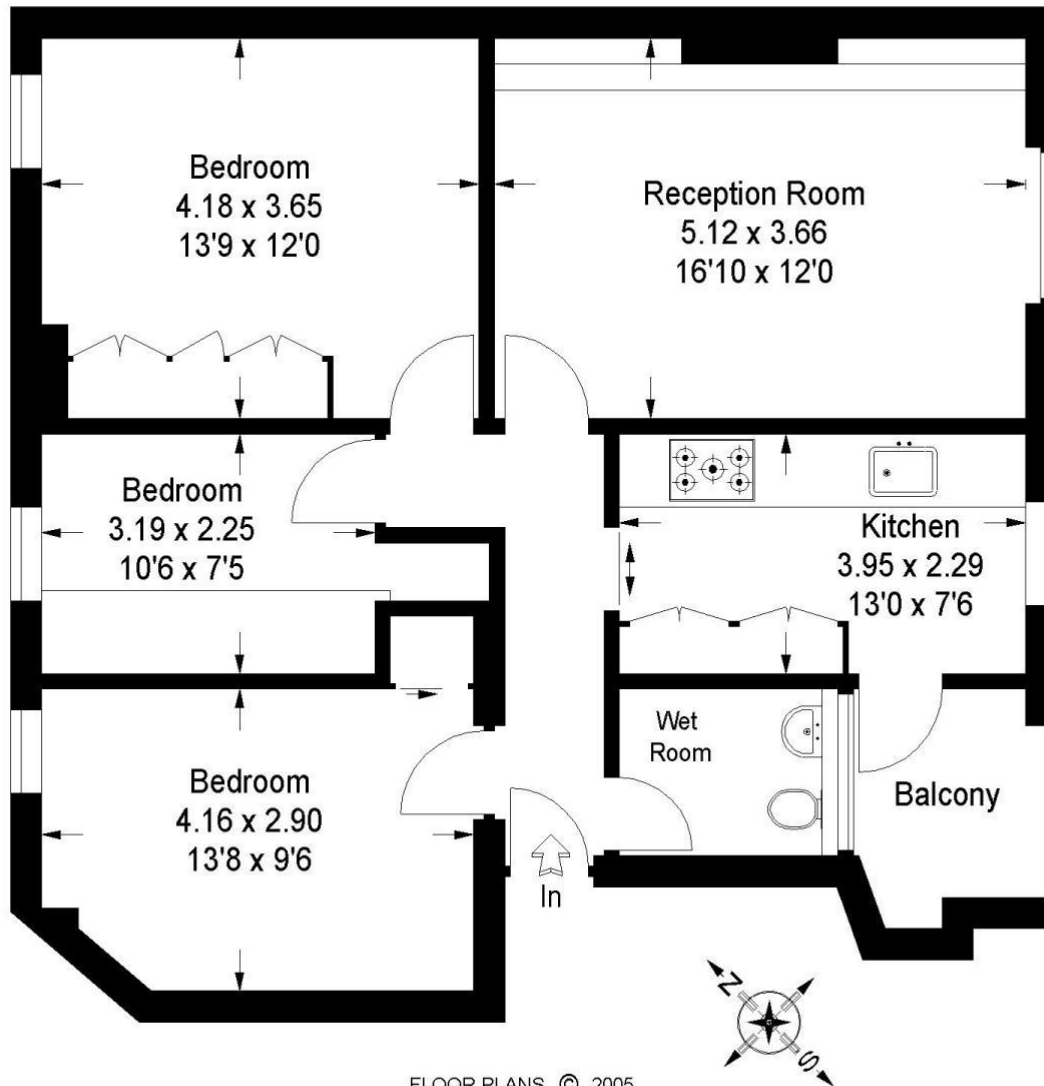 Bedroom
4.18 x 3.65
13'9 x 12'0
Reception Room
5.12 x 3.66
16'10 x 12'0
Bedroom
3.19 x 2.25
10'6 x 7'5
Kitchen
3.95 x 2.29
13'0 x 7'6
Wet
Room
Bedroom
4.16 x 2.90
13'8 x 9'6
Balcony
In
N
S
FLOOR PLANS © 2005